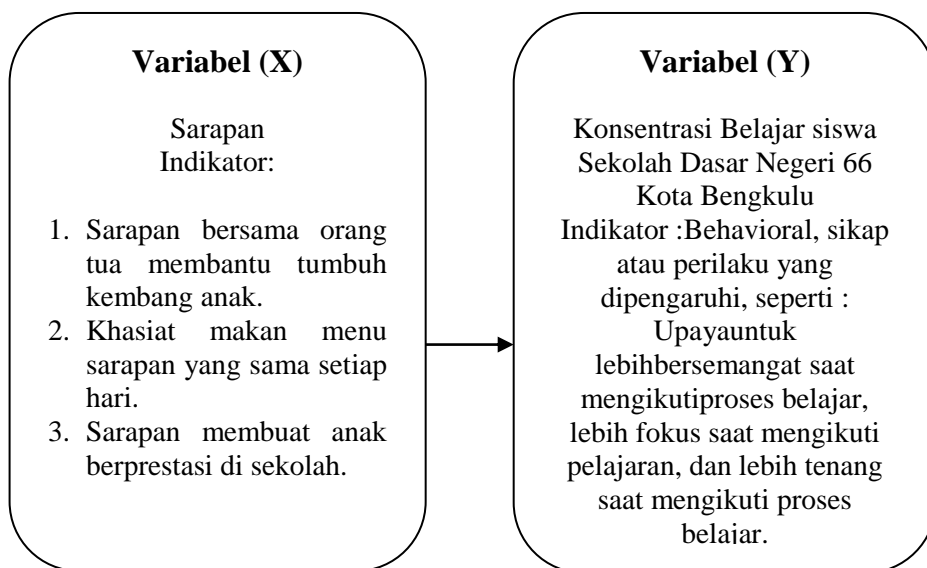 Variabel (X)
Sarapan
Indikator:
1. Sarapan bersama orang
tua membantu tumbuh
kembang anak.
2. Khasiat makan menu
sarapan yang sama setiap
hari.
3. Sarapan membuat anak
berprestasi di sekolah.
Variabel (Y)
Konsentrasi Belajar siswa
Sekolah Dasar Negeri 66
Kota Bengkulu
Indikator :Behavioral, sikap
atau perilaku yang
dipengaruhi, seperti :
Upayauntuk
lebihbersemangat saat
mengikutiproses belajar,
lebih fokus saat mengikuti
pelajaran, dan lebih tenang
saat mengikuti proses
belajar.